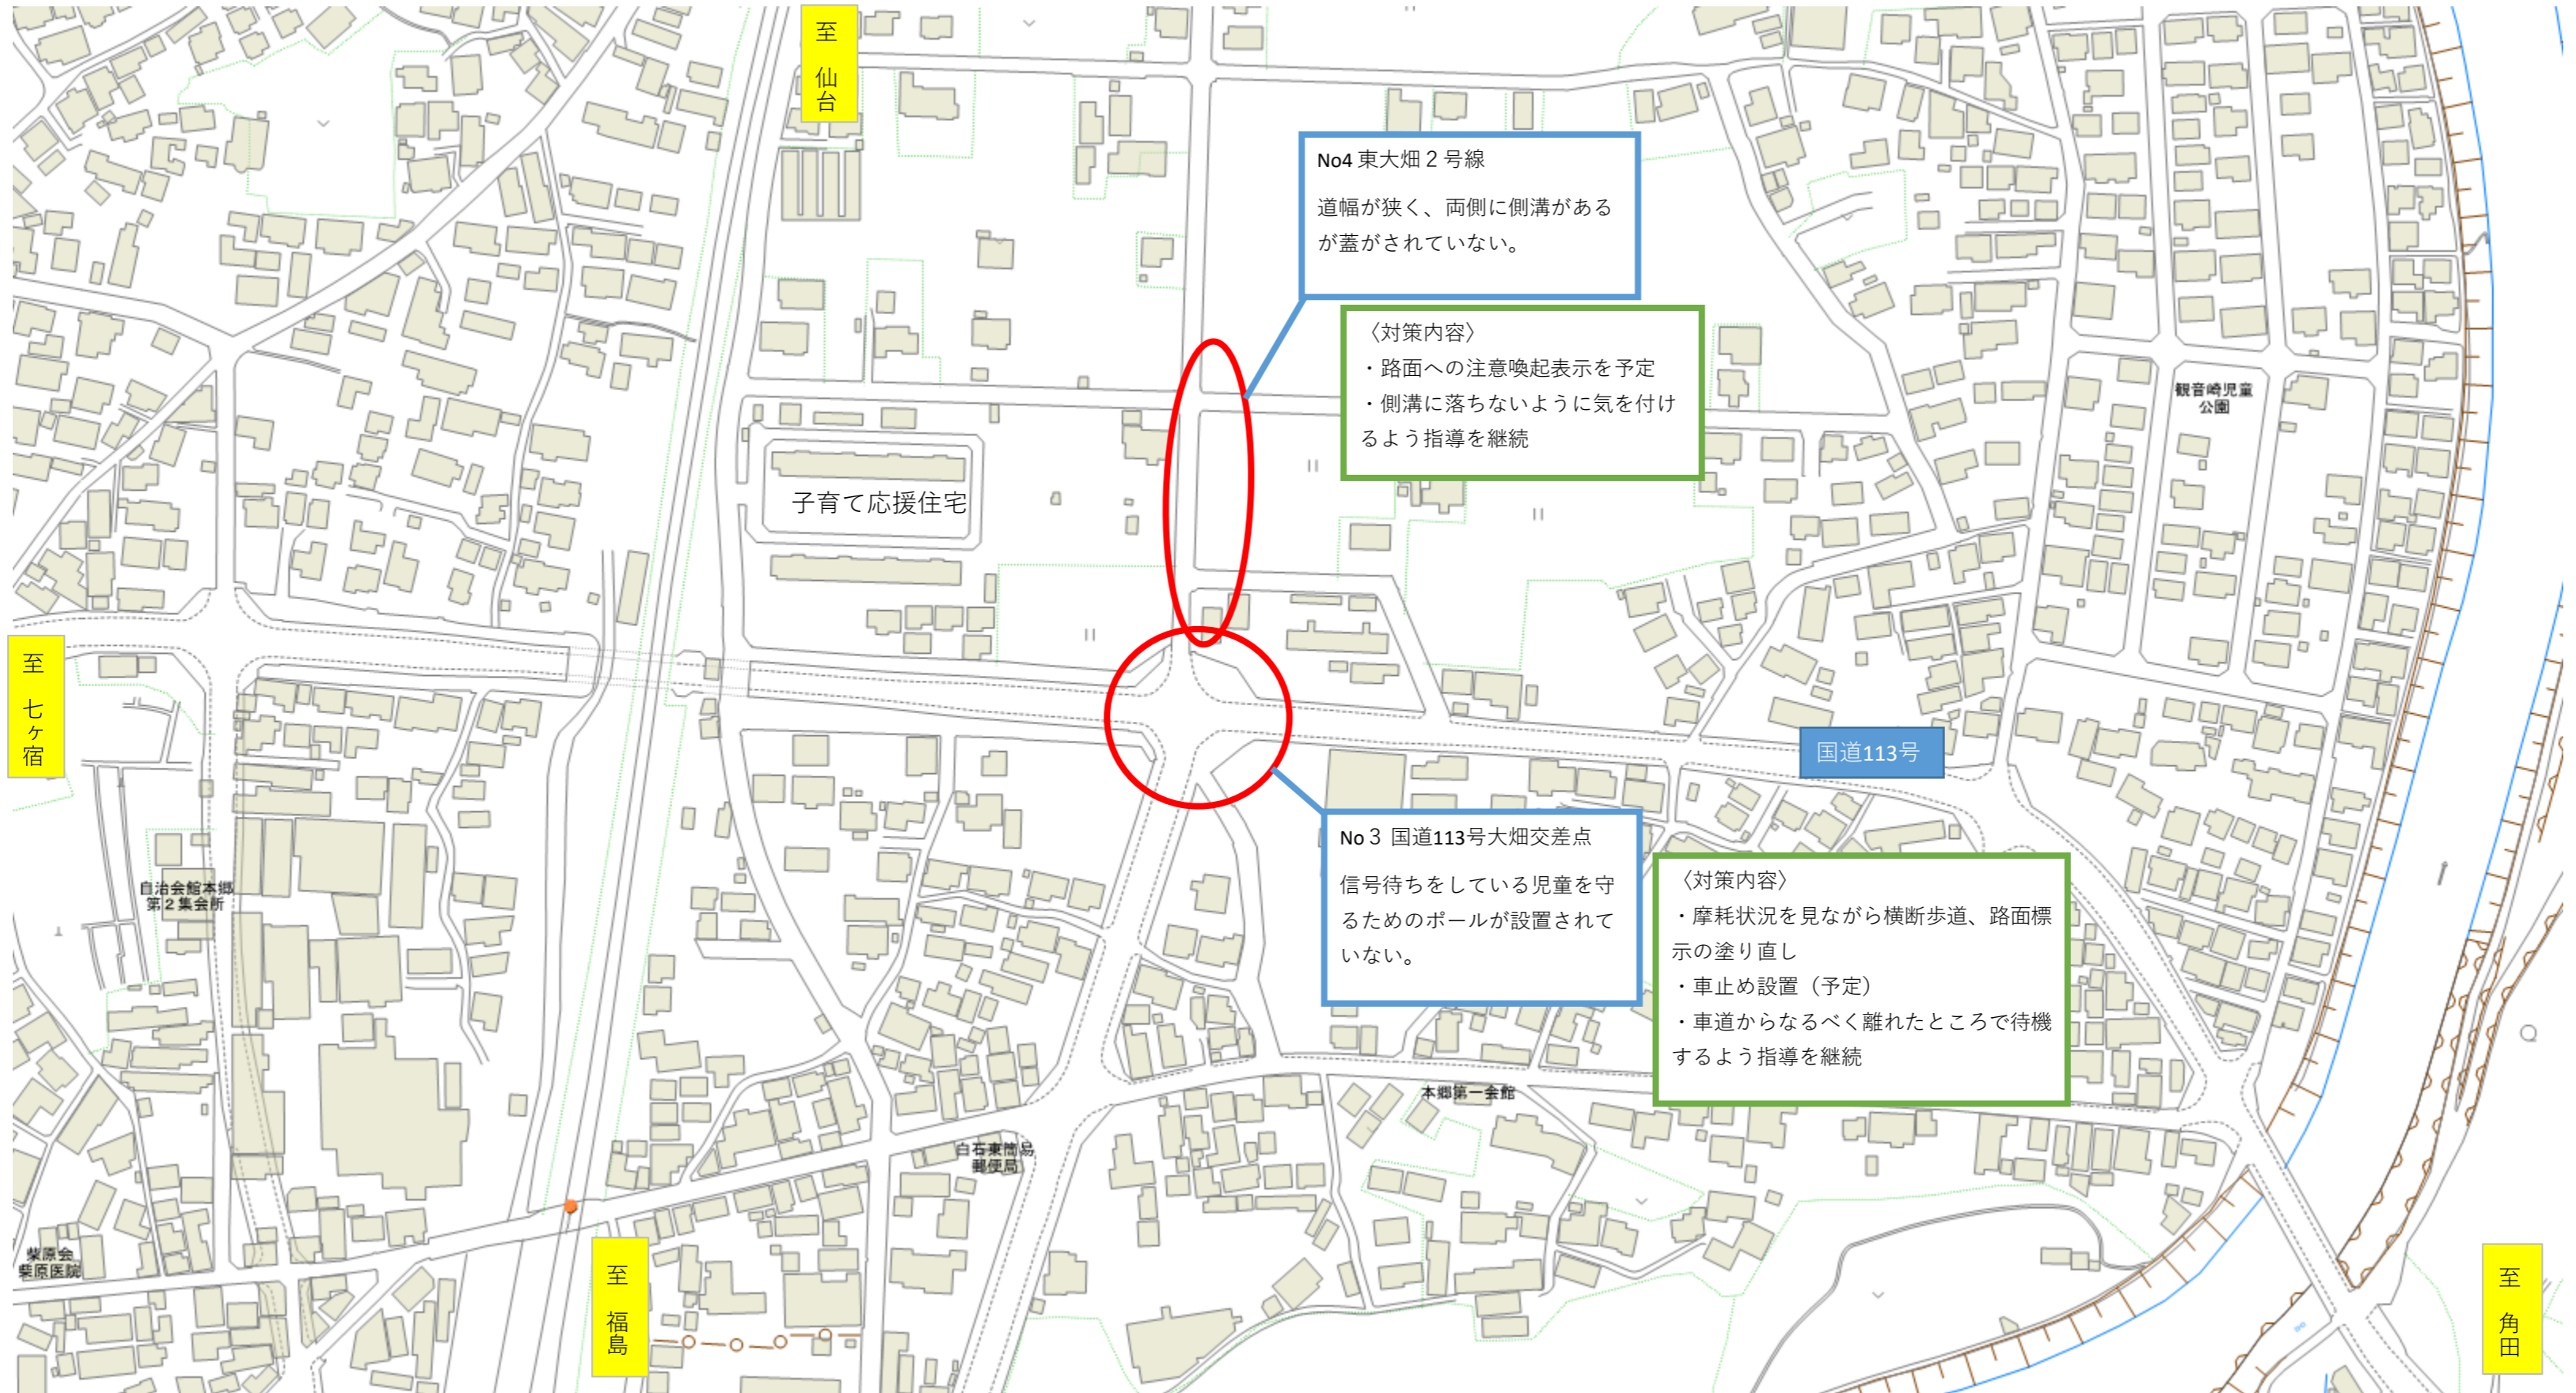 至 仙台
No4 東大畑２号線
道幅が狭く、両側に側溝がある
が蓋がされていない。
〈対策内容〉
・路面への注意喚起表示を予定
・側溝に落ちないように気を付け
るよう指導を継続
観音崎児童
公園
子育て応援住宅
至 七ヶ宿
国道113号
No３ 国道113号大畑交差点
信号待ちをしている児童を守
るためのポールが設置されて
いない。
〈対策内容〉
・摩耗状況を見ながら横断歩道、路面標
示の塗り直し
・車止め設置（予定）
・車道からなるべく離れたところで待機
するよう指導を継続
自治会館本郷
第２集会所
本郷第一会館
白石東簡易
郵便局
柴原会
柴原医院
至 福島
至 角田